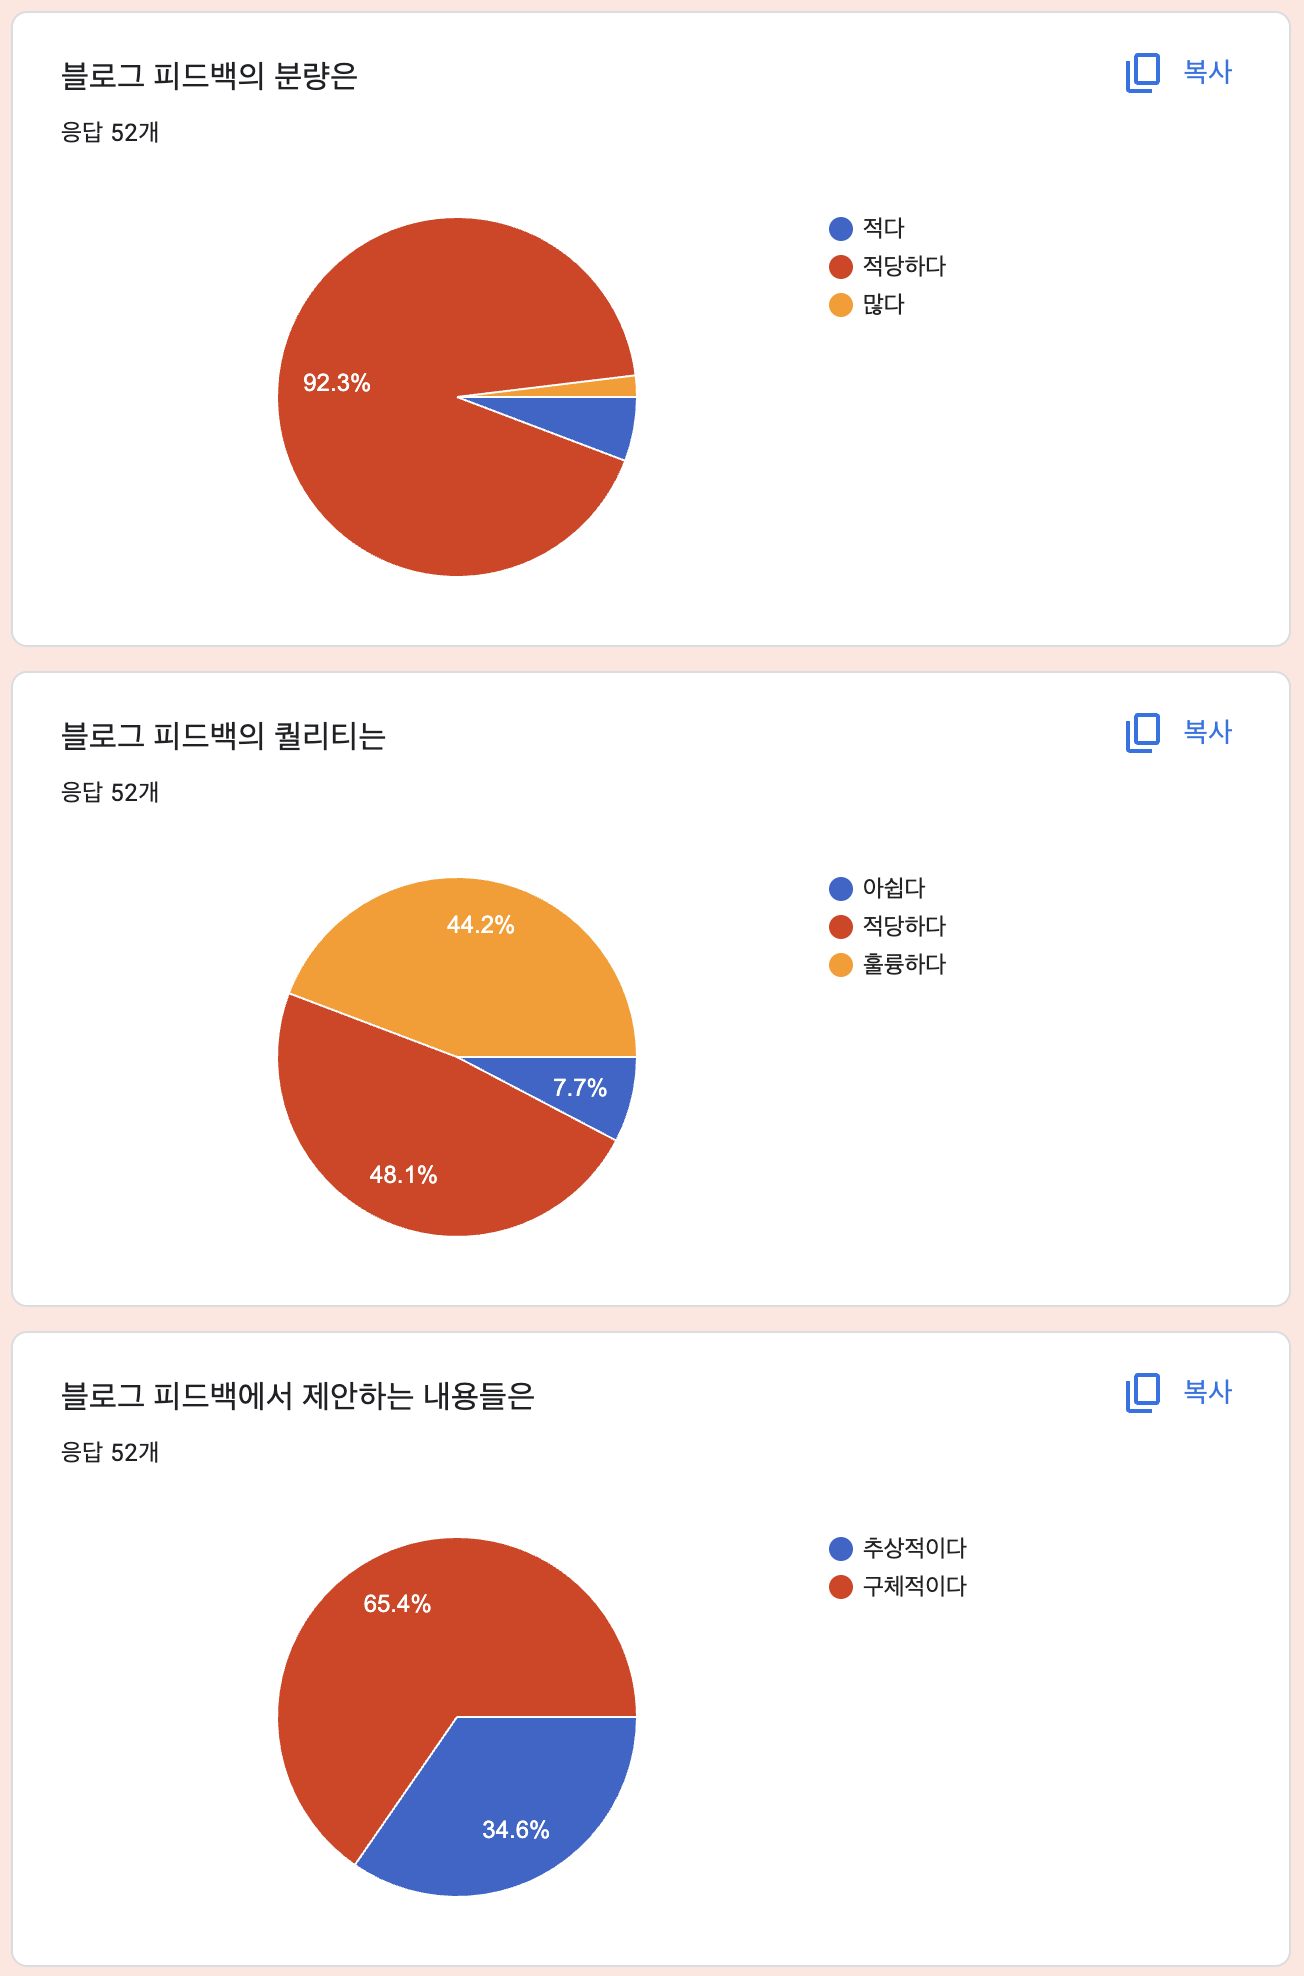 블로그 피드백의 분량은
복사
응답 52개
적다
적당하다
많다
92.3%
블로그 피드백의 퀄리티는
복사
응답 52개
아쉽다
적당하다
훌륭하다
44.2%
7.7%
48.1%
블로그 피드백에서 제안하는 내용들은
복사
응답 52개
추상적이다
구체적이다
65.4%
34.6%